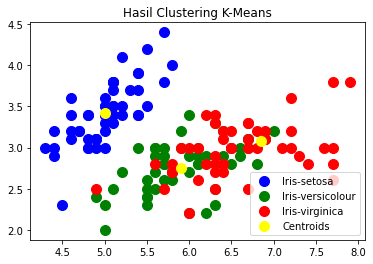 Hasil Clustering K-Means
4.5
4.0
3.5
3.0
2.5
2.0
Iris-setosa
Iris-versicolour
Iris-virginica
Centroids
4.5 5.0 5.5 6.0 6.5 7.0 7.5 8.0